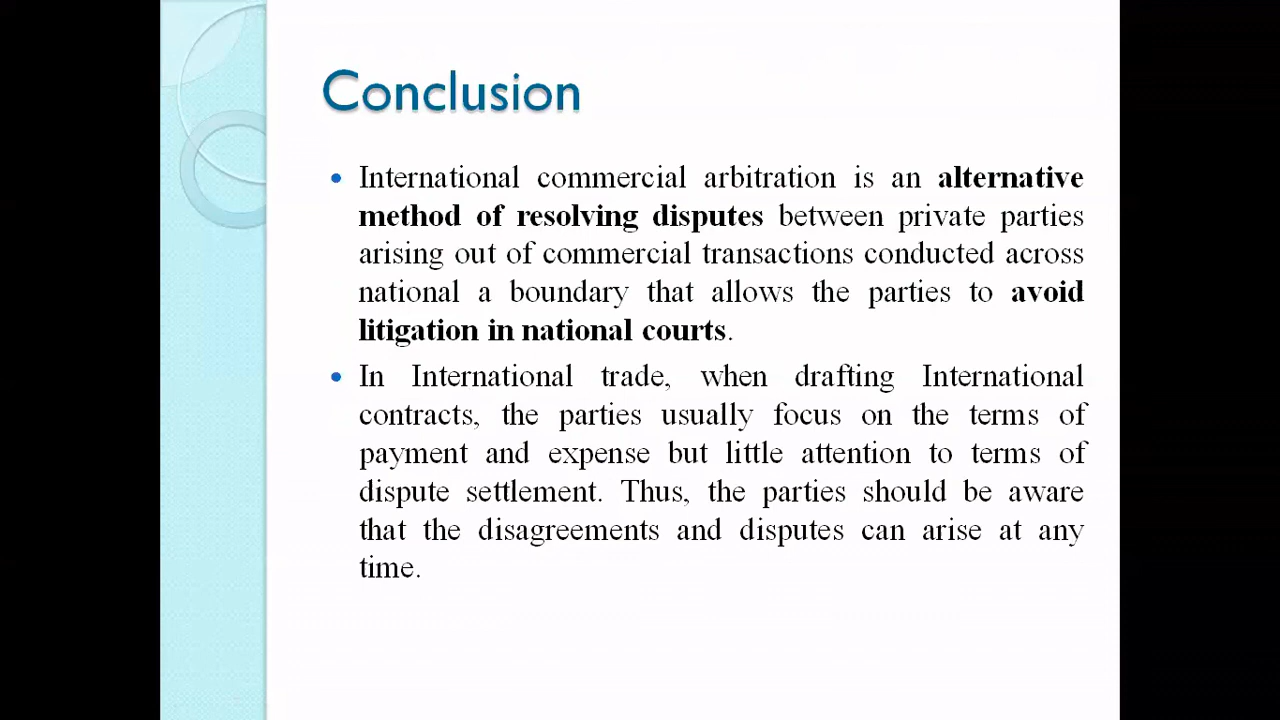 Conclusion
International commercial arbitration is an alternative
method of resolving disputes between private parties
arising out of commercial transactions conducted across
national a boundary that allows the parties to avoid
litigation in national courts.
In International trade, when drafting International
contracts, the parties usually focus on the terms of
payment and expense but little attention to terms of
dispute settlement. Thus, the parties should be aware
that the disagreements and disputes can arise at any
time.